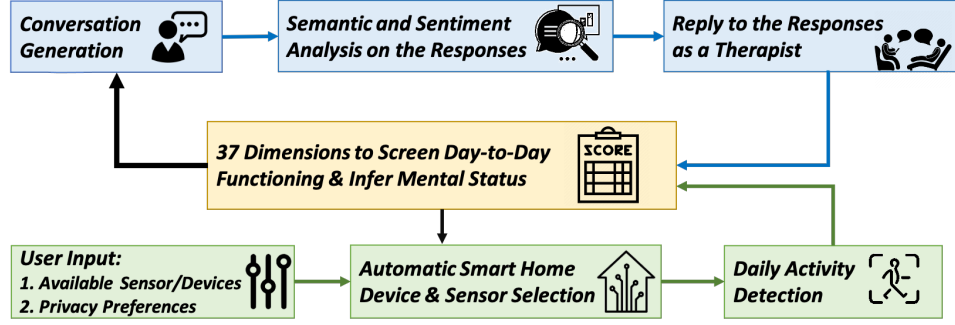 Conversation
Generation
Semantic and Sentiment
Analysis on the Responses
Reply to the Responses
as a Therapist
37 Dimensions to Screen Day-to-Day
Functioning & Infer Mental Status
SCORE
User Input:
1. Available Sensor/Devices
2. Privacy Preferences
Automatic Smart Home
Device & Sensor Selection
Daily Activity
Detection